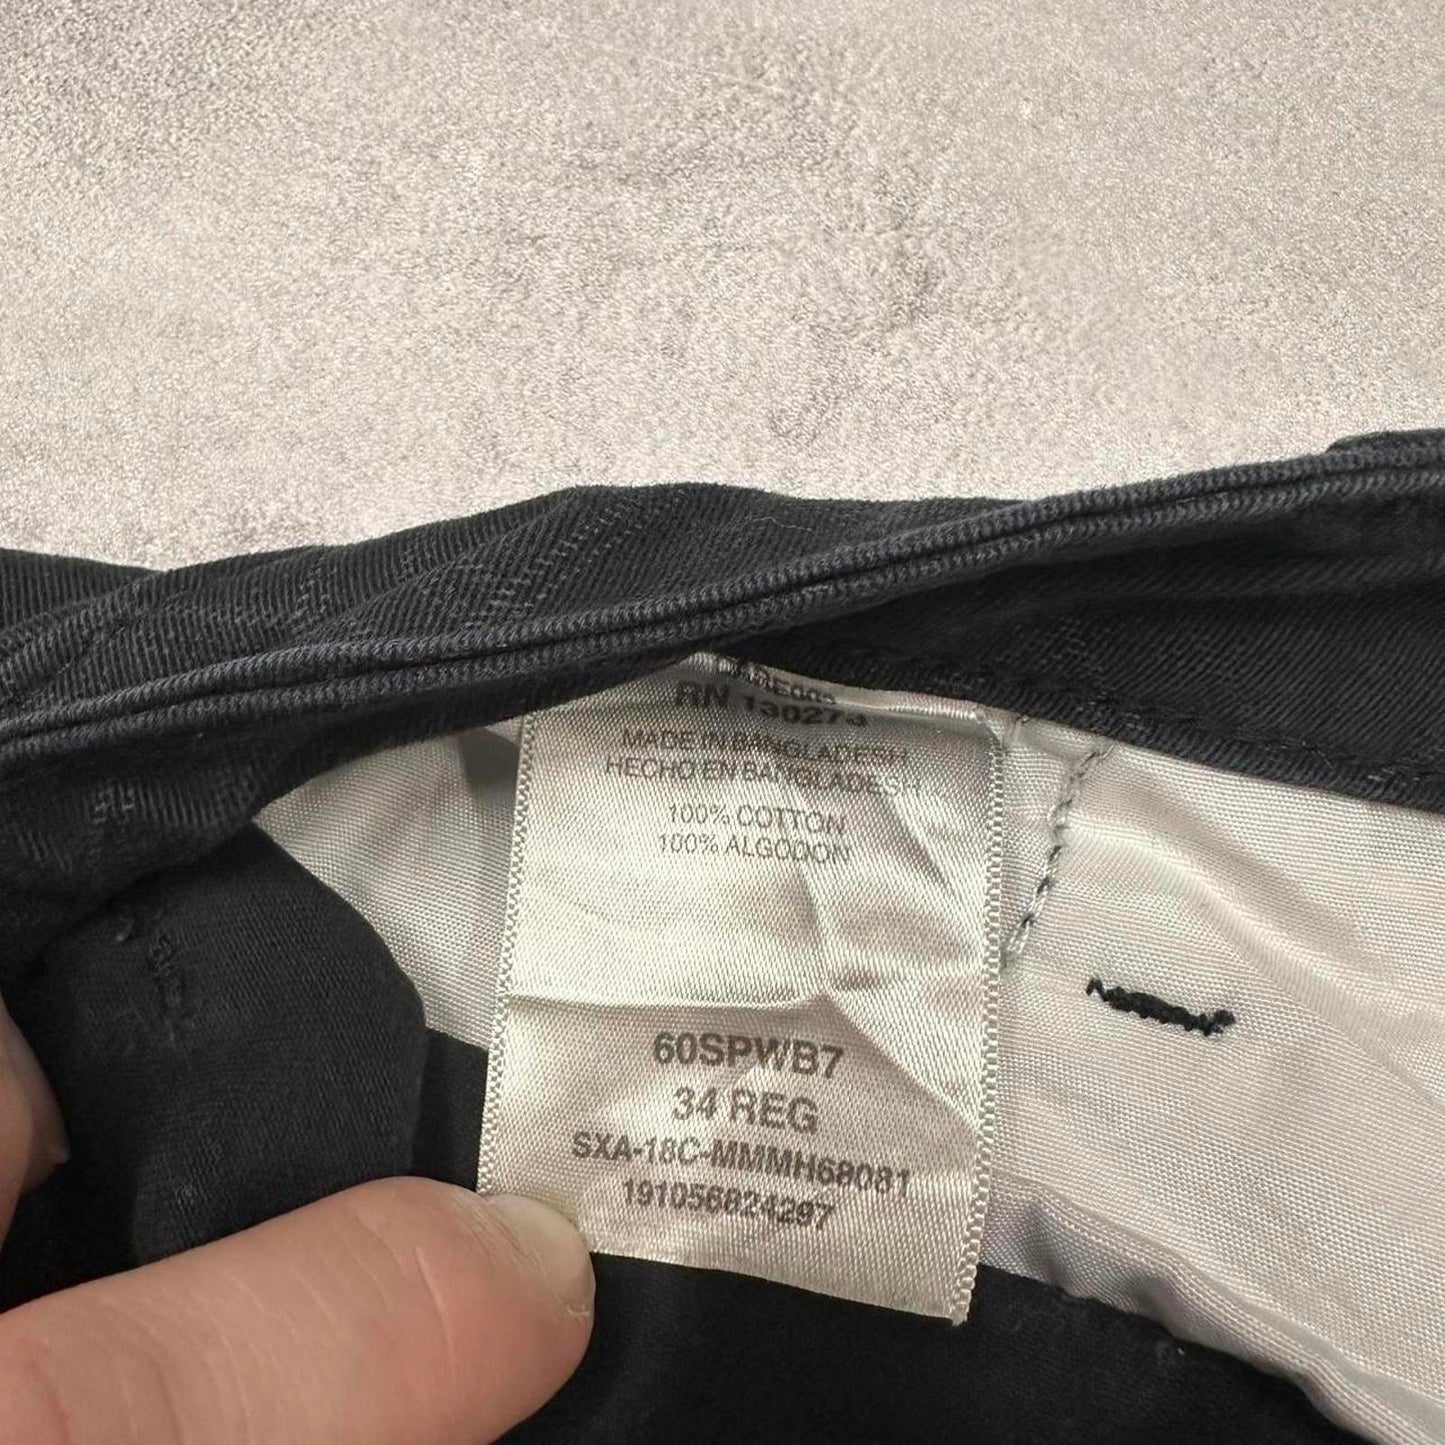 RN 130273
MADE IN BANGLADESH
HECHO EN BANGLADESH
100% COTTON
100% ALGODON
60SPWB7
34 REG
SXA-18C-MMMH68081
191056824297